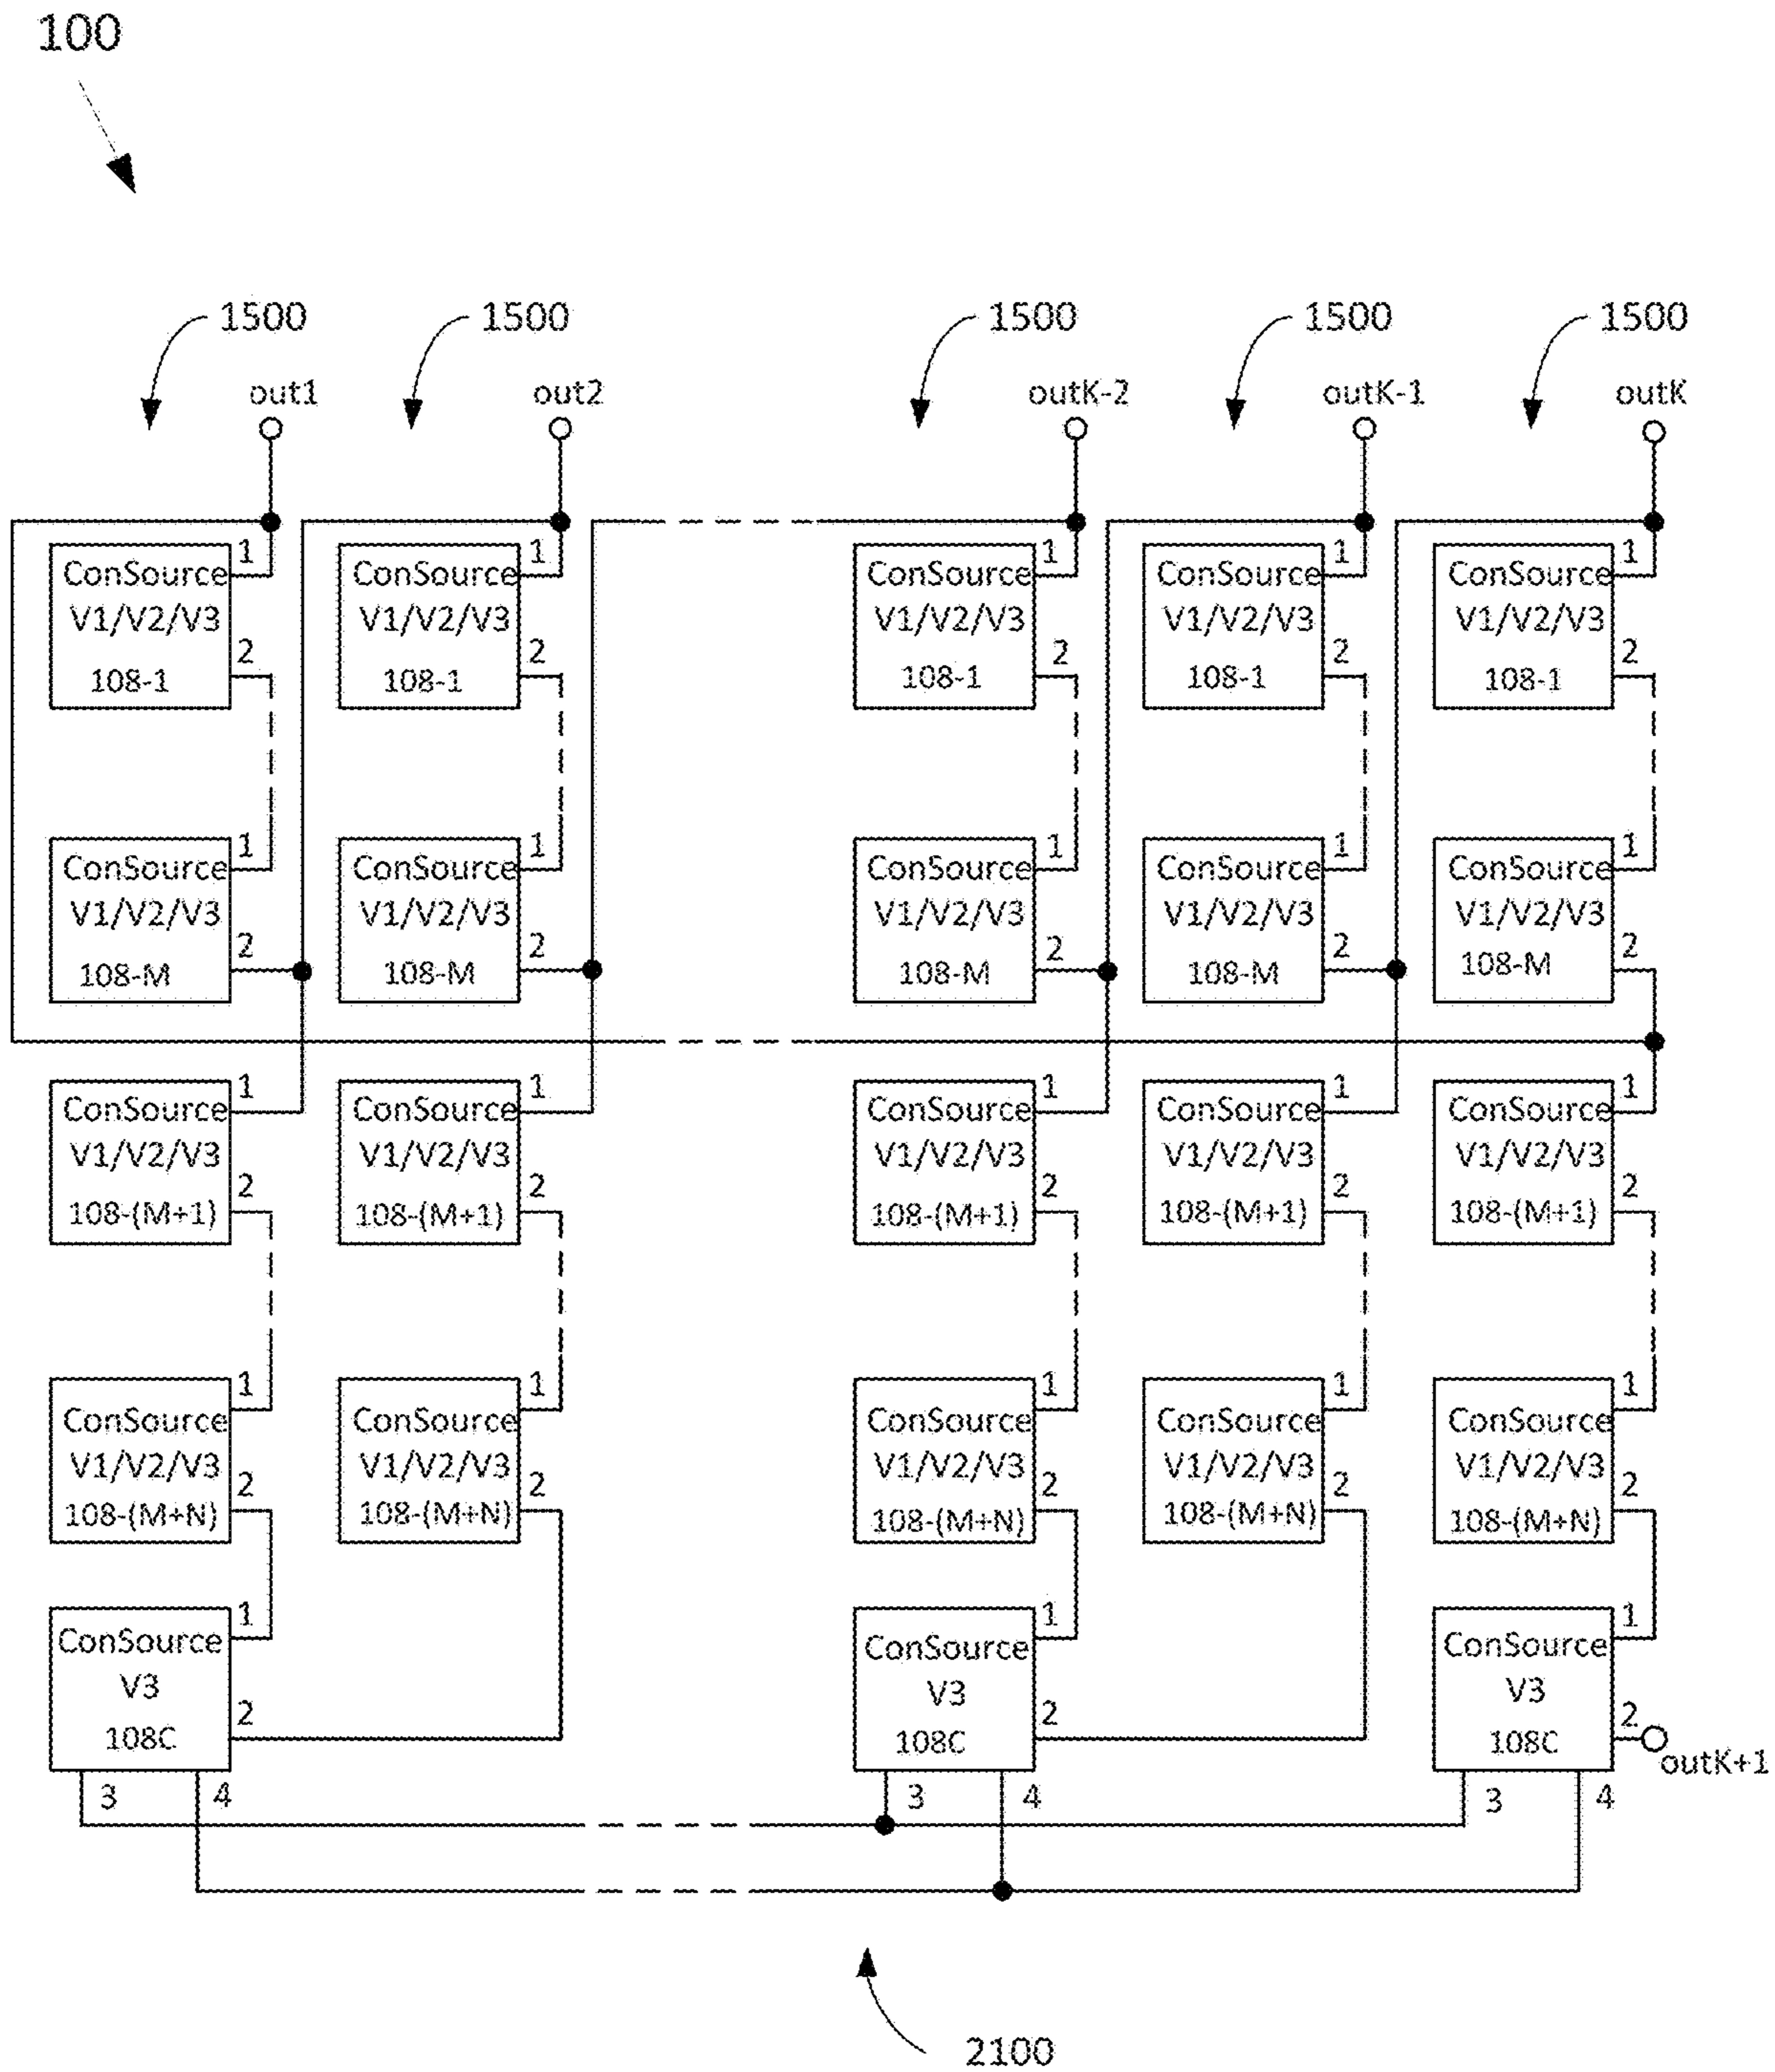 100
1500 1500 1500 1500 1500
out1 out2 outK-2 outK-1 outK
1 1 1 1 1
ConSource ConSource ConSource ConSource ConSource
V1/V2/V3 V1/V2/V3 V1/V2/V3 V1/V2/V3 V1/V2/V3
2 2 2 2 2
108-1 108-1 108-1 108-1 108-1
1 1 1 1 1
ConSource ConSource ConSource ConSource ConSource
V1/V2/V3 V1/V2/V3 V1/V2/V3 V1/V2/V3 V1/V2/V3
2 2 2 2 2
108-M 108-M 108-M 108-M 108-M
1 1 1 1 1
ConSource ConSource ConSource ConSource ConSource
V1/V2/V3 V1/V2/V3 V1/V2/V3 V1/V2/V3 V1/V2/V3
2 2 2 2 2
108-(M+1) 108-(M+1) 108-(M+1) 108-(M+1) 108-(M+1)
1 1 1 1 1
ConSource ConSource ConSource ConSource ConSource
V1/V2/V3 V1/V2/V3 V1/V2/V3 V1/V2/V3 V1/V2/V3
2 2 2 2 2
108-(M+N) 108-(M+N) 108-(M+N) 108-(M+N) 108-(M+N)
1 1 1
ConSource ConSource ConSource
V3 V3 V3
2 2 2
108C 108C 108C
outK+1
3 4 3 4 3 4
2100